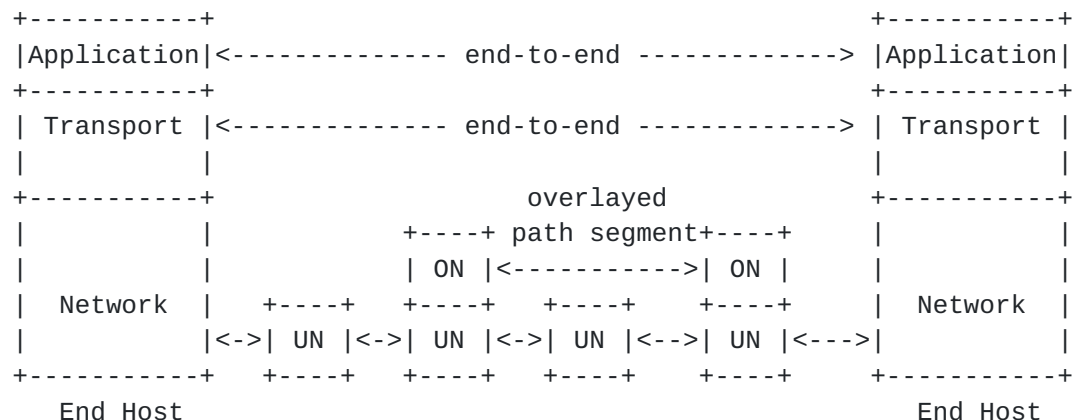 +-----------+                                          +-----------+
|Application|<-------------- end-to-end -------------> |Application|
+-----------+                                          +-----------+
| Transport |<-------------- end-to-end -------------> | Transport |
|           |                                          |           |
+-----------+                    overlayed             +-----------+
|           |            +----+ path segment+----+     |           |
|           |            | ON |<----------->| ON |     |           |
|  Network  |   +----+   +----+   +----+    +----+     |  Network  |
|           |<->| UN |<->| UN |<->| UN |<-->| UN |<--->|           |
+-----------+   +----+   +----+   +----+    +----+     +-----------+
   End Host                                               End Host